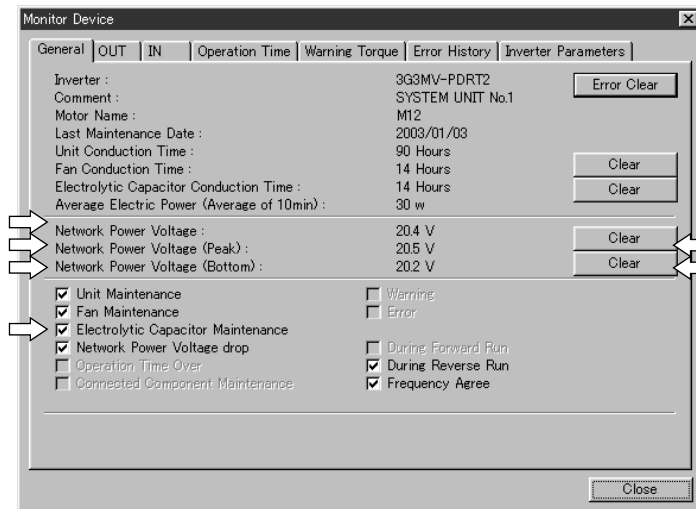 Monitor Device
General OUT IN Operation Time Warning Torque Error History Inverter Parameters
Inverter : 3G3MV-PDRT2 Error Clear
Comment : SYSTEM UNIT No.1
Motor Name : M12
Last Maintenance Date : 2003/01/03
Unit Conduction Time : 90 Hours
Fan Conduction Time : 14 Hours Clear
Electrolytic Capacitor Conduction Time : 14 Hours Clear
Average Electric Power (Average of 10min) : 30 w
Network Power Voltage : 20.4 V
Network Power Voltage (Peak) : 20.5 V Clear
Network Power Voltage (Bottom) : 20.2 V Clear
Unit Maintenance Warning
Fan Maintenance Error
Electrolytic Capacitor Maintenance
Network Power Voltage drop During Forward Run
Operation Time Over During Reverse Run
Connected Component Maintenance Frequency Agree
Close